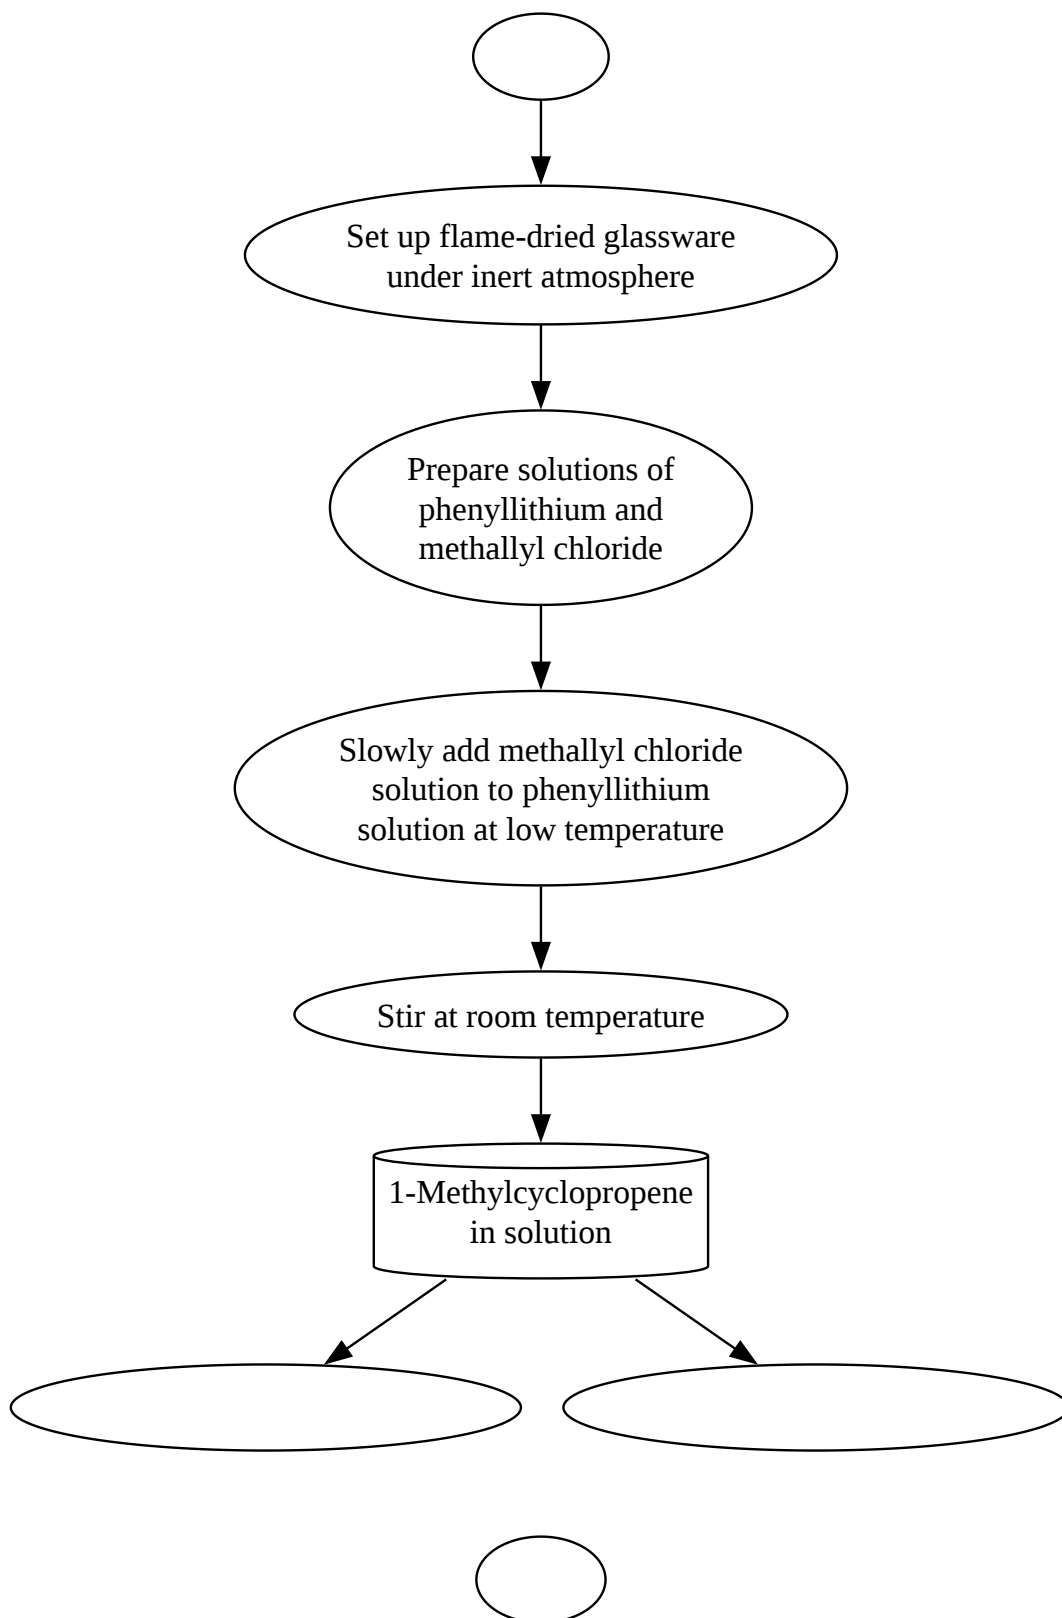 Set up flame-dried glassware
under inert atmosphere
Prepare solutions of
phenyllithium and
methallyl chloride
Slowly add methallyl chloride
solution to phenyllithium
solution at low temperature
Stir at room temperature
1-Methylcyclopropene
in solution